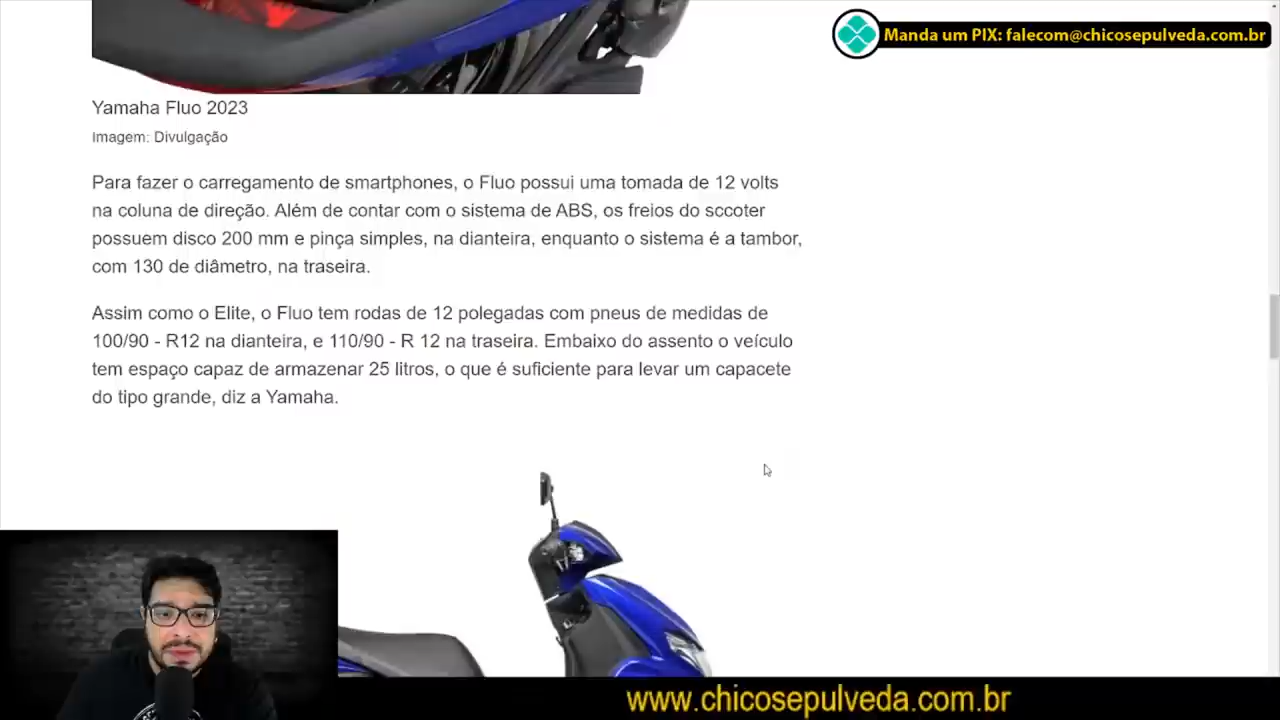 Manda um PIX: falecom@chicosepulveda.com.br
Yamaha Fluo 2023
Imagem: Divulgação
Para fazer o carregamento de smartphones, o Fluo possui uma tomada de 12 volts
na coluna de direção. Além de contar com o sistema de ABS, os freios do sccoter
possuem disco 200 mm e pinça simples, na dianteira, enquanto o sistema é a tambor,
com 130 de diâmetro, na traseira.
Assim como o Elite, o Fluo tem rodas de 12 polegadas com pneus de medidas de
100/90 - R12 na dianteira, e 110/90 - R 12 na traseira. Embaixo do assento o veículo
tem espaço capaz de armazenar 25 litros, o que é suficiente para levar um capacete
do tipo grande, diz a Yamaha.
www.chicosepulveda.com.br